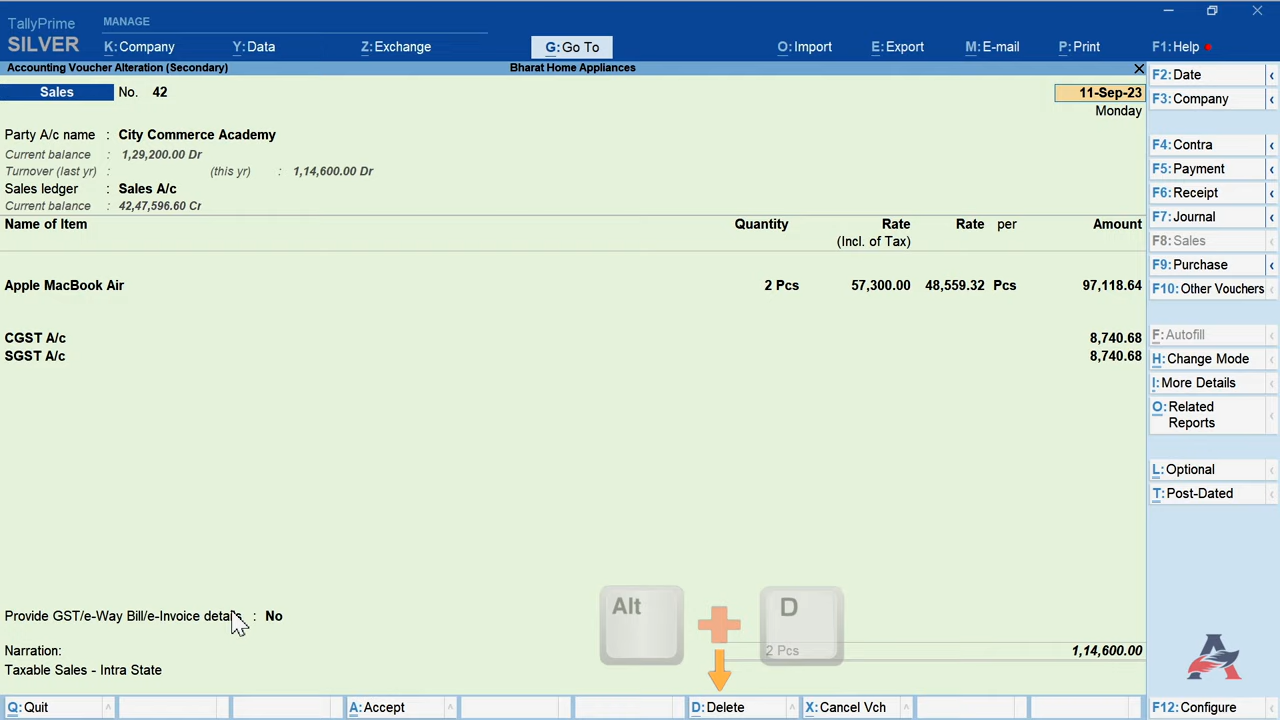 TallyPrime
SILVER
MANAGE
K:Company
Y:Data
Z:Exchange
G:Go To
O:Import
E:Export
M:E-mail
P:Print
F1:Help
Accounting Voucher Alteration (Secondary)
Bharat Home Appliances
Sales
No. 42
11-Sep-23
Monday
Party A/c name : City Commerce Academy
Current balance : 1,29,200.00 Dr
Turnover (last yr) : (this yr) : 1,14,600.00 Dr
Sales ledger : Sales A/c
Current balance : 42,47,596.60 Cr
Name of Item Quantity Rate Rate per Amount
(Incl. of Tax)
Apple MacBook Air 2 Pcs 57,300.00 48,559.32 Pcs 97,118.64
CGST A/c 8,740.68
SGST A/c 8,740.68
Provide GST/e-Way Bill/e-Invoice details : No
Alt
D
Narration: 2 Pcs 1,14,600.00
Taxable Sales - Intra State
Q:Quit
A:Accept
D:Delete
X:Cancel Vch
F2:Date
F3:Company
F4:Contra
F5:Payment
F6:Receipt
F7:Journal
F8:Sales
F9:Purchase
F10:Other Vouchers
F:Autofill
H:Change Mode
I:More Details
O:Related
Reports
L:Optional
T:Post-Dated
F12:Configure